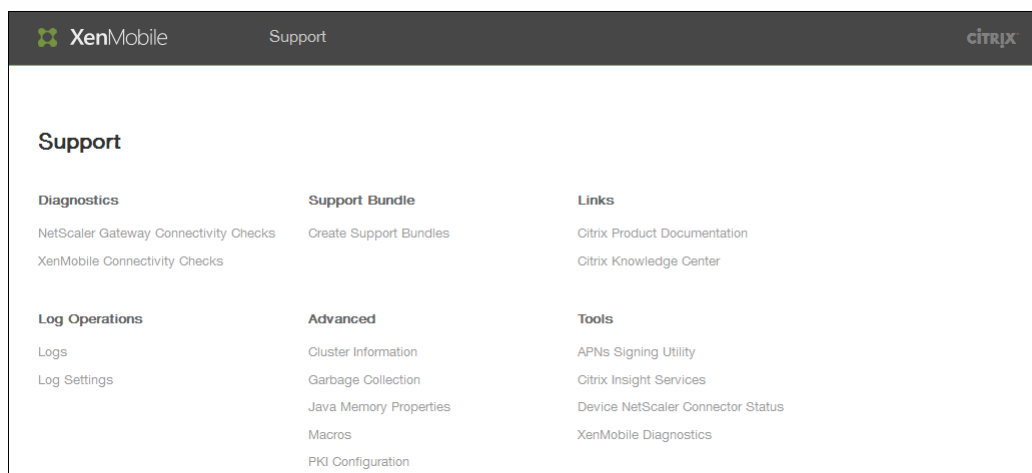 XenMobile
Support
CİTRIX
Support
Diagnostics
NetScaler Gateway Connectivity Checks
XenMobile Connectivity Checks
Support Bundle
Create Support Bundles
Links
Citrix Product Documentation
Citrix Knowledge Center
Log Operations
Logs
Log Settings
Advanced
Cluster Information
Garbage Collection
Java Memory Properties
Macros
PKI Configuration
Tools
APNs Signing Utility
Citrix Insight Services
Device NetScaler Connector Status
XenMobile Diagnostics